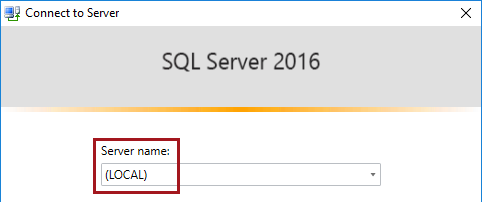 Connect to Server
SQL Server 2016
Server name:
(LOCAL)